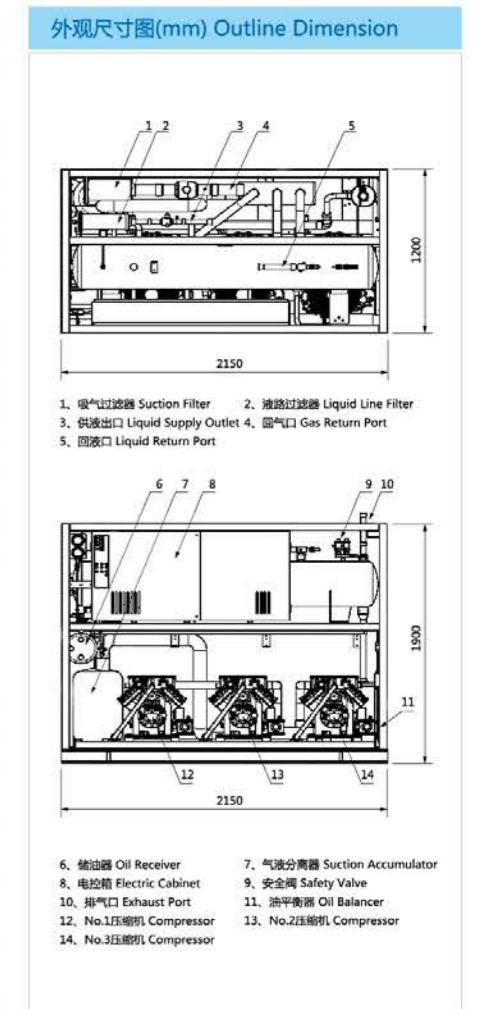 外观尺寸图(mm) Outline Dimension
1 2 3 4 5
1200
2150
1、吸气过滤器 Suction Filter 2、液路过滤器 Liquid Line Filter
3、供液出口 Liquid Supply Outlet 4、回气口 Gas Return Port
5、回液口 Liquid Return Port
6 7 8 9 10
1900
11
12 13 14
2150
6、储油器 Oil Receiver 7、气液分离器 Suction Accumulator
8、电控箱 Electric Cabinet 9、安全阀 Safety Valve
10、排气口 Exhaust Port 11、油平衡器 Oil Balancer
12、No.1压缩机 Compressor 13、No.2压缩机 Compressor
14、No.3压缩机 Compressor